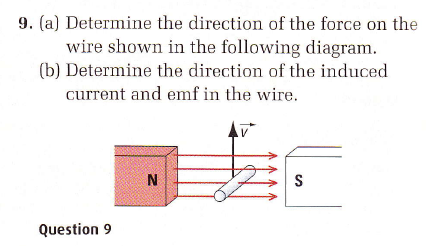 9. (a) Determine the direction of the force on the
wire shown in the following diagram.
(b) Determine the direction of the induced
current and emf in the wire.
v
N
S
Question 9